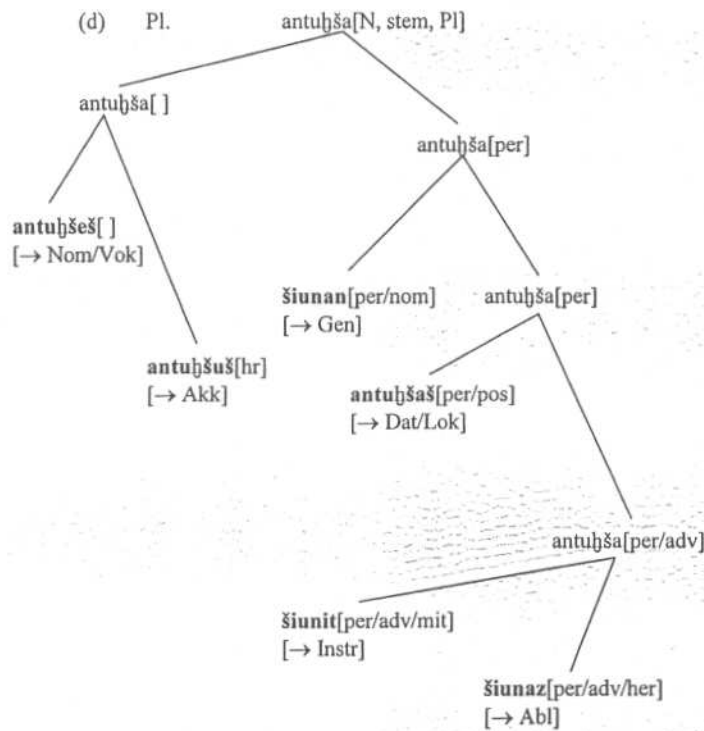 (d) Pl. antuḫša[N, stem, Pl]
antuḫša[ ]
antuḫša[per]
antuḫšeš[ ]
[→ Nom/Vok]
šiunan[per/nom] antuḫša[per]
[→ Gen]
antuḫšuš[hr]
[→ Akk]
antuḫšaš[per/pos]
[→ Dat/Lok]
antuḫša[per/adv]
šiunit[per/adv/mit]
[→ Instr]
šiunaz[per/adv/her]
[→ Abl]